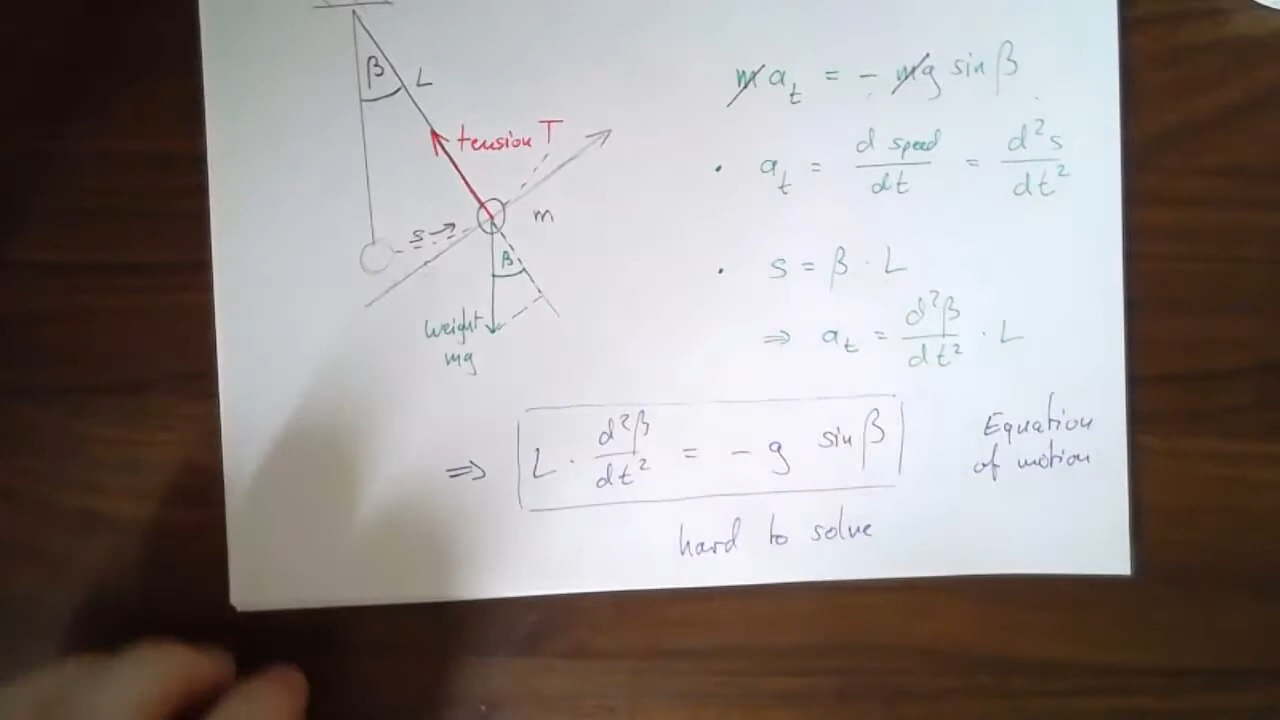 β
L
tension T
m
s →
β
weight
mg
m a_t = - mg sin β
· a_t = d speed / dt = d²s / dt²
· s = β · L
⇒ a_t = d²β / dt² · L
⇒ L · d²β / dt² = - g sin β
Equation
of motion
hard to solve